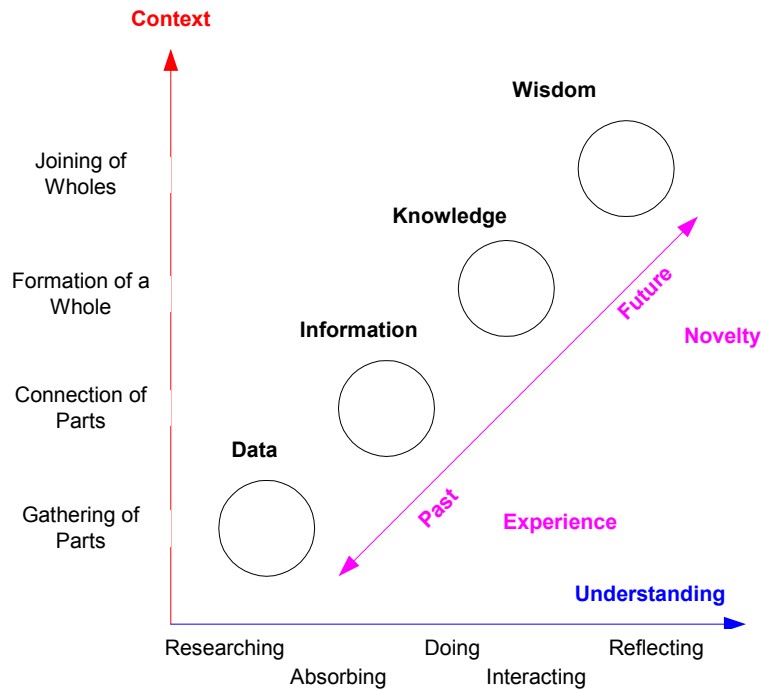 Context
Wisdom
Joining of
Wholes
Knowledge
Formation of a
Whole
Future
Information
Novelty
Connection of
Parts
Data
Past
Experience
Gathering of
Parts
Understanding
Researching
Doing
Reflecting
Absorbing
Interacting